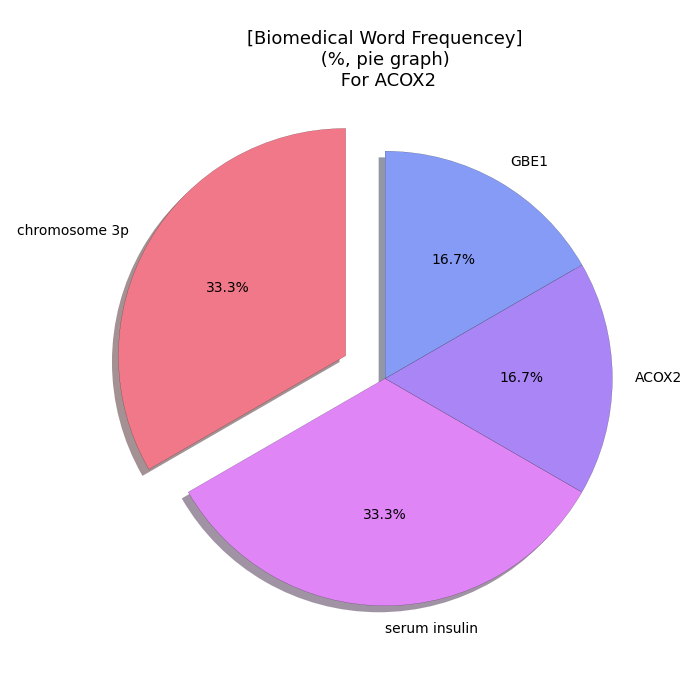 [Biomedical Word Frequencey]
(%, pie graph)
For ACOX2
GBE1
chromosome 3p
16.7%
33.3%
16.7%
ACOX2
33.3%
serum insulin